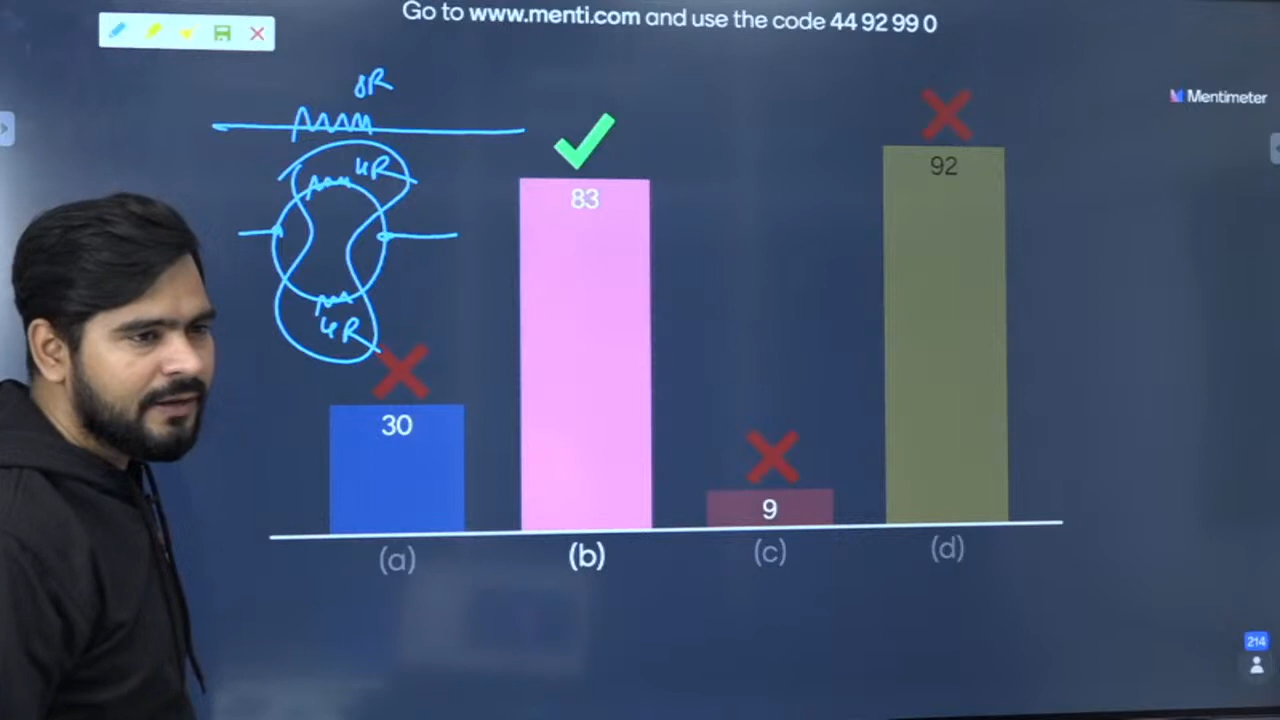 Go to www.menti.com and use the code 44 92 99 0
Mentimeter
8R
4R
4R
30
83
9
92
(a)
(b)
(c)
(d)
214